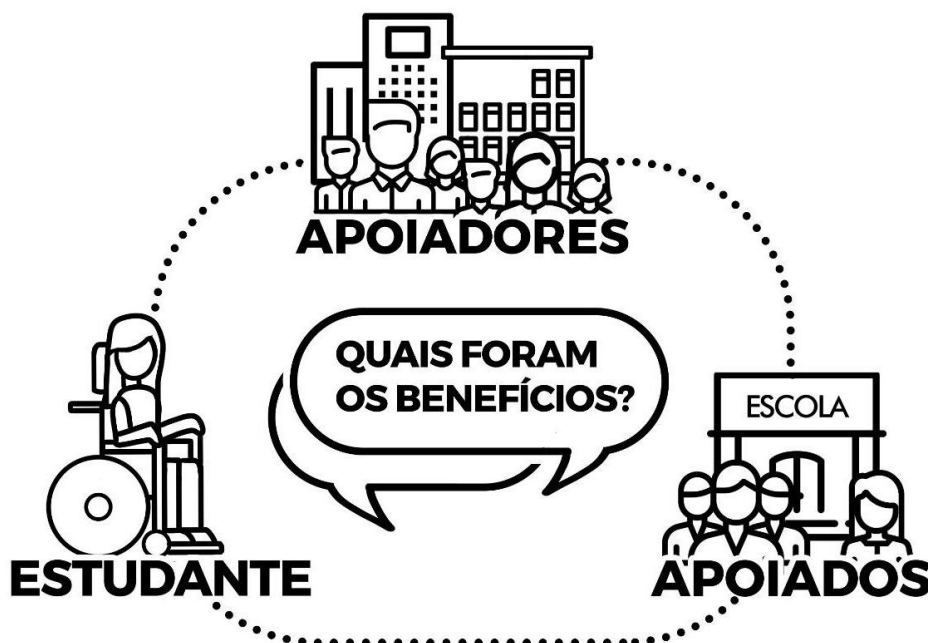 APOIADORES
QUAIS FORAM
OS BENEFÍCIOS?
ESCOLA
ESTUDANTE
APOIADOS